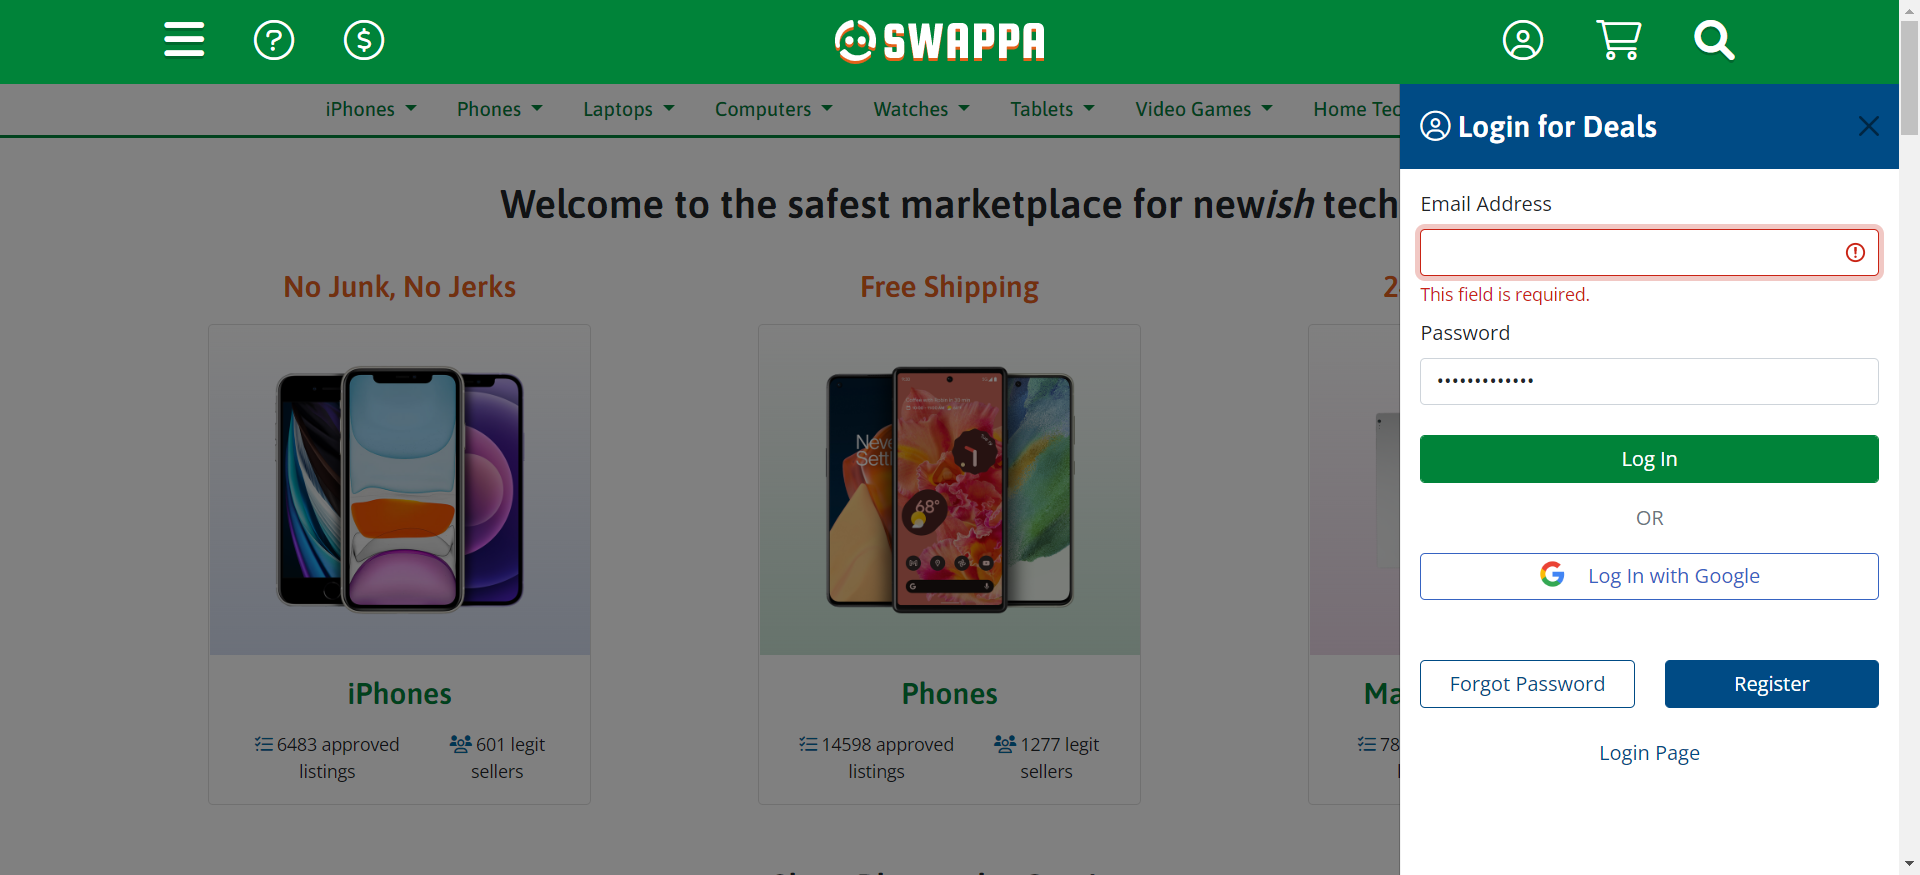 SWAPPA
iPhones
Phones
Laptops
Computers
Watches
Tablets
Video Games
Home Tec
Login for Deals
Welcome to the safest marketplace for newish tech
No Junk, No Jerks
Free Shipping
2
iPhones
6483 approved
listings
601 legit
sellers
Phones
14598 approved
listings
1277 legit
sellers
Ma
78
Email Address
This field is required.
Password
•••••••••••••
Log In
OR
Log In with Google
Forgot Password
Register
Login Page